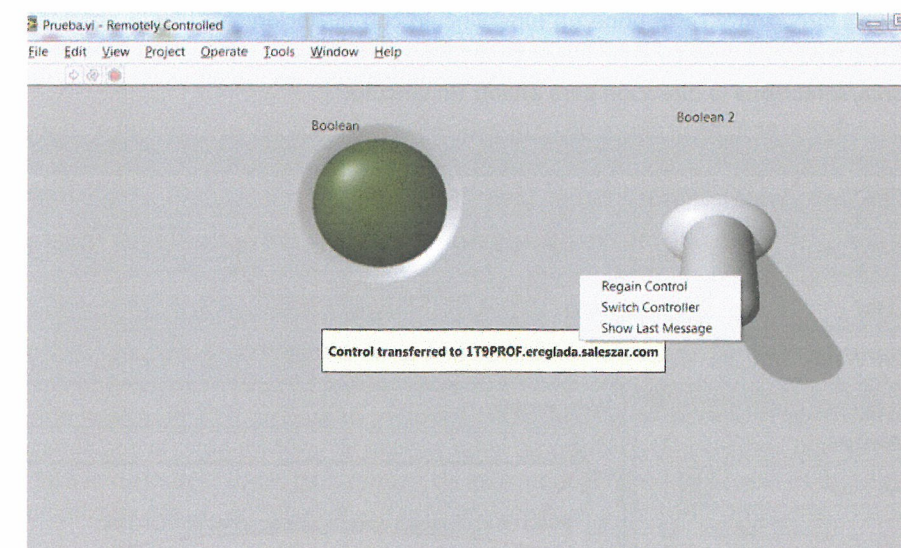 Prueba.vi - Remotely Controlled
File Edit View Project Operate Tools Window Help
Boolean
Boolean 2
Regain Control
Switch Controller
Show Last Message
Control transferred to 1T9PROF.ereglada.saleszar.com